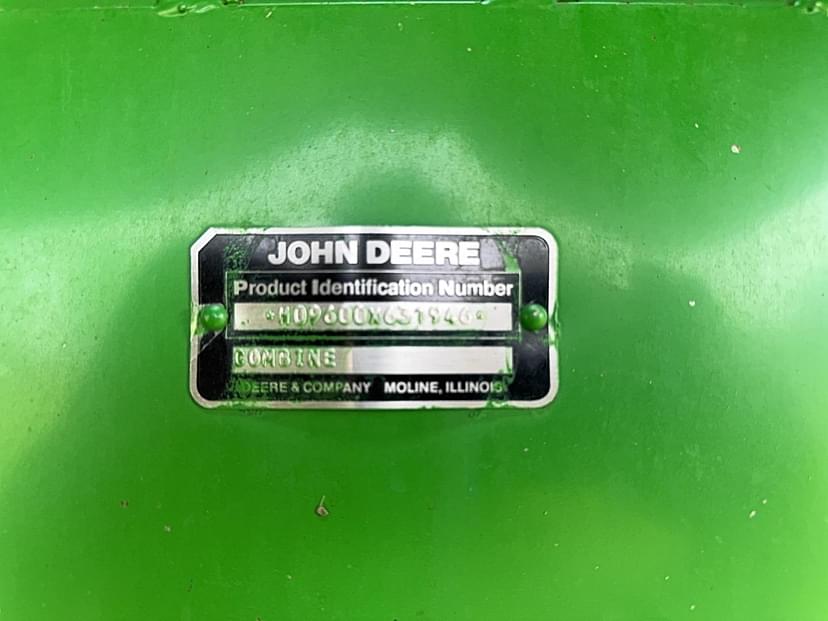 JOHN DEERE
Product Identification Number
*H09600X631946*
COMBINE
DEERE & COMPANY MOLINE, ILLINOIS